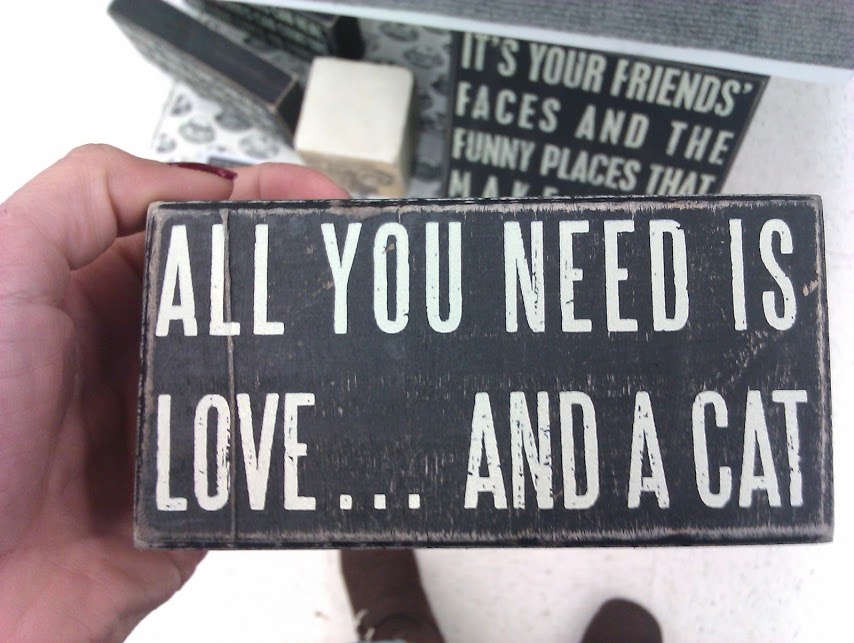 IT'S YOUR FRIENDS'
FACES AND THE
FUNNY PLACES THAT
ALL YOU NEED IS
LOVE... AND A CAT